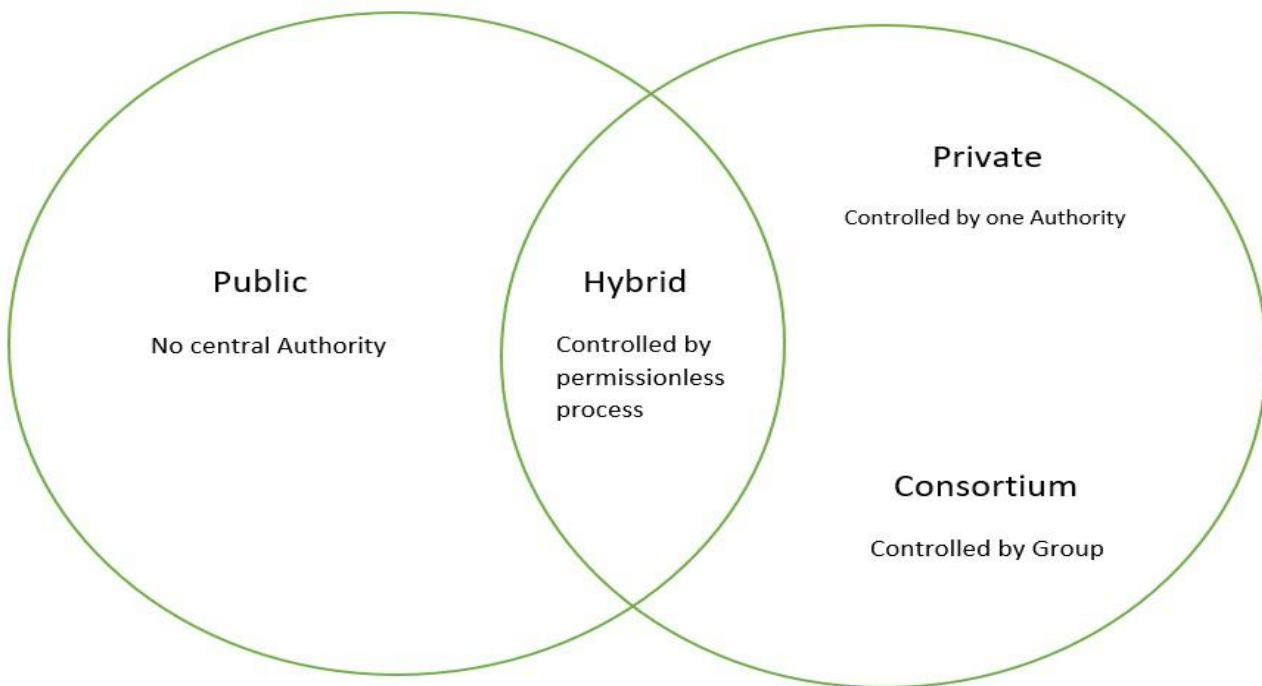 Public
No central Authority
Hybrid
Controlled by
permissionless
process
Private
Controlled by one Authority
Consortium
Controlled by Group